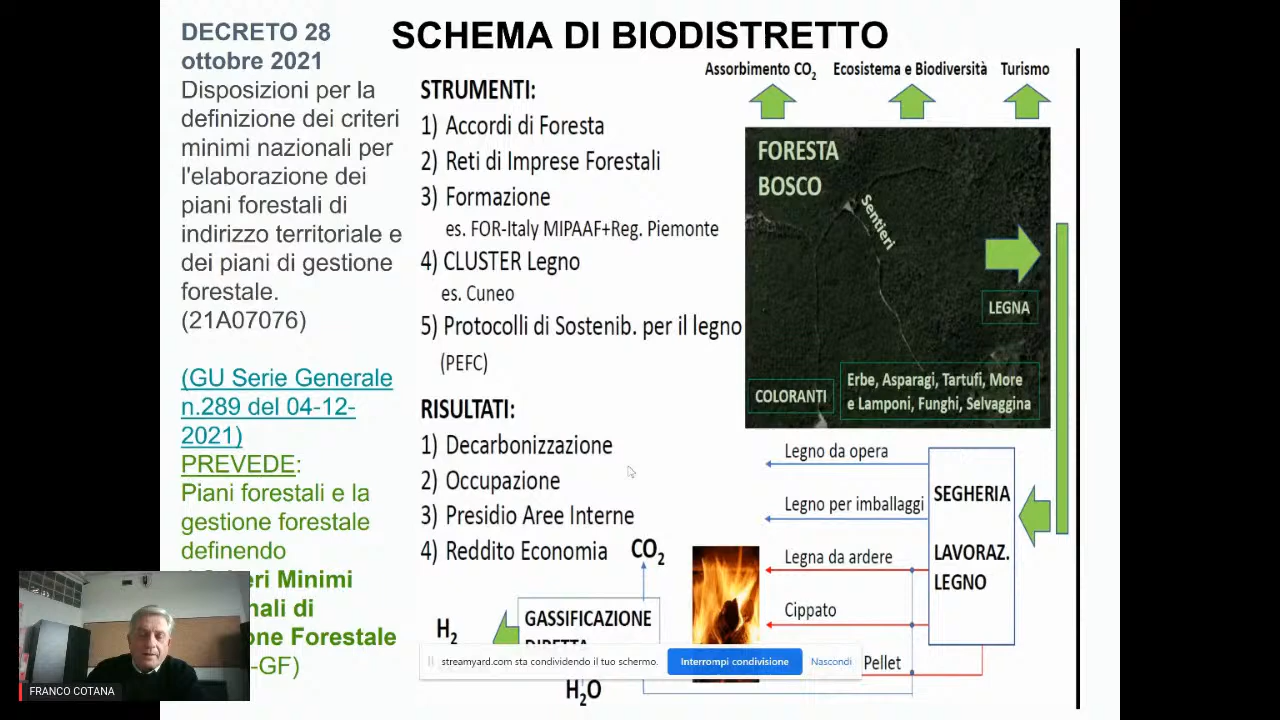 DECRETO 28
ottobre 2021
Disposizioni per la
definizione dei criteri
minimi nazionali per
l'elaborazione dei
piani forestali di
indirizzo territoriale e
dei piani di gestione
forestale.
(21A07076)
(GU Serie Generale
n.289 del 04-12-
2021)
PREVEDE:
Piani forestali e la
gestione forestale
definendo
Minimi
di
Forestale
-GF)
FRANCO COTANA
SCHEMA DI BIODISTRETTO
STRUMENTI:
1) Accordi di Foresta
2) Reti di Imprese Forestali
3) Formazione
es. FOR-Italy MIPAAF+Reg. Piemonte
4) CLUSTER Legno
es. Cuneo
5) Protocolli di Sostenib. per il legno
(PEFC)
RISULTATI:
1) Decarbonizzazione
2) Occupazione
3) Presidio Aree Interne
4) Reddito Economia
CO2
H2
GASSIFICAZIONE
DIRETTA
H2O
streamyard.com sta condividendo il tuo schermo.
Interrompi condivisione
Nascondi
Assorbimento CO2
Ecosistema e Biodiversità
Turismo
FORESTA
BOSCO
Sentieri
LEGNA
COLORANTI
Erbe, Asparagi, Tartufi, More
e Lamponi, Funghi, Selvaggina
Legno da opera
Legno per imballaggi
Legna da ardere
Cippato
Pellet
SEGHERIA
LAVORAZ.
LEGNO